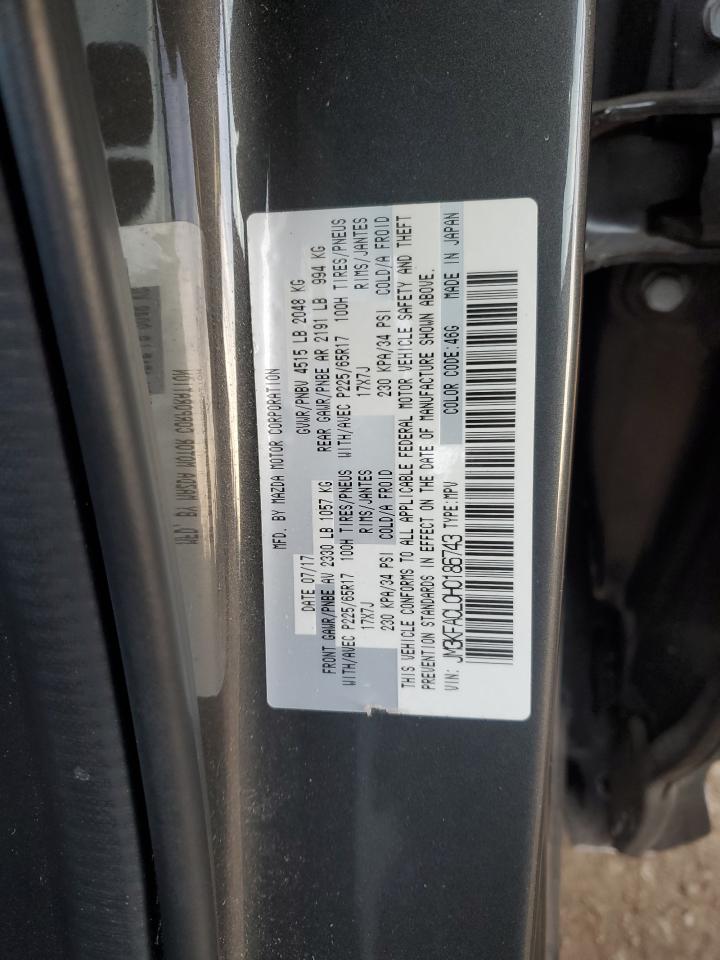 MFD. BY MAZDA MOTOR CORPORATION
DATE 07/17 GVWR/PNBV 4515 LB 2048 KG
FRONT GAWR/PNBE AV 2330 LB 1057 KG REAR GAWR/PNBE AR 2191 LB 994 KG
WITH/AVEC P225/65R17 100H TIRES/PNEUS WITH/AVEC P225/65R17 100H TIRES/PNEUS
17X7J RIMS/JANTES 17X7J RIMS/JANTES
230 KPA/34 PSI COLD/A FROID 230 KPA/34 PSI COLD/A FROID
THIS VEHICLE CONFORMS TO ALL APPLICABLE FEDERAL MOTOR VEHICLE SAFETY AND THEFT
PREVENTION STANDARDS IN EFFECT ON THE DATE OF MANUFACTURE SHOWN ABOVE.
VIN: JM3KFACL0H0186743 TYPE:MPV COLOR CODE:46G MADE IN JAPAN
MFD. BY MAZDA MOTOR CORPORATION